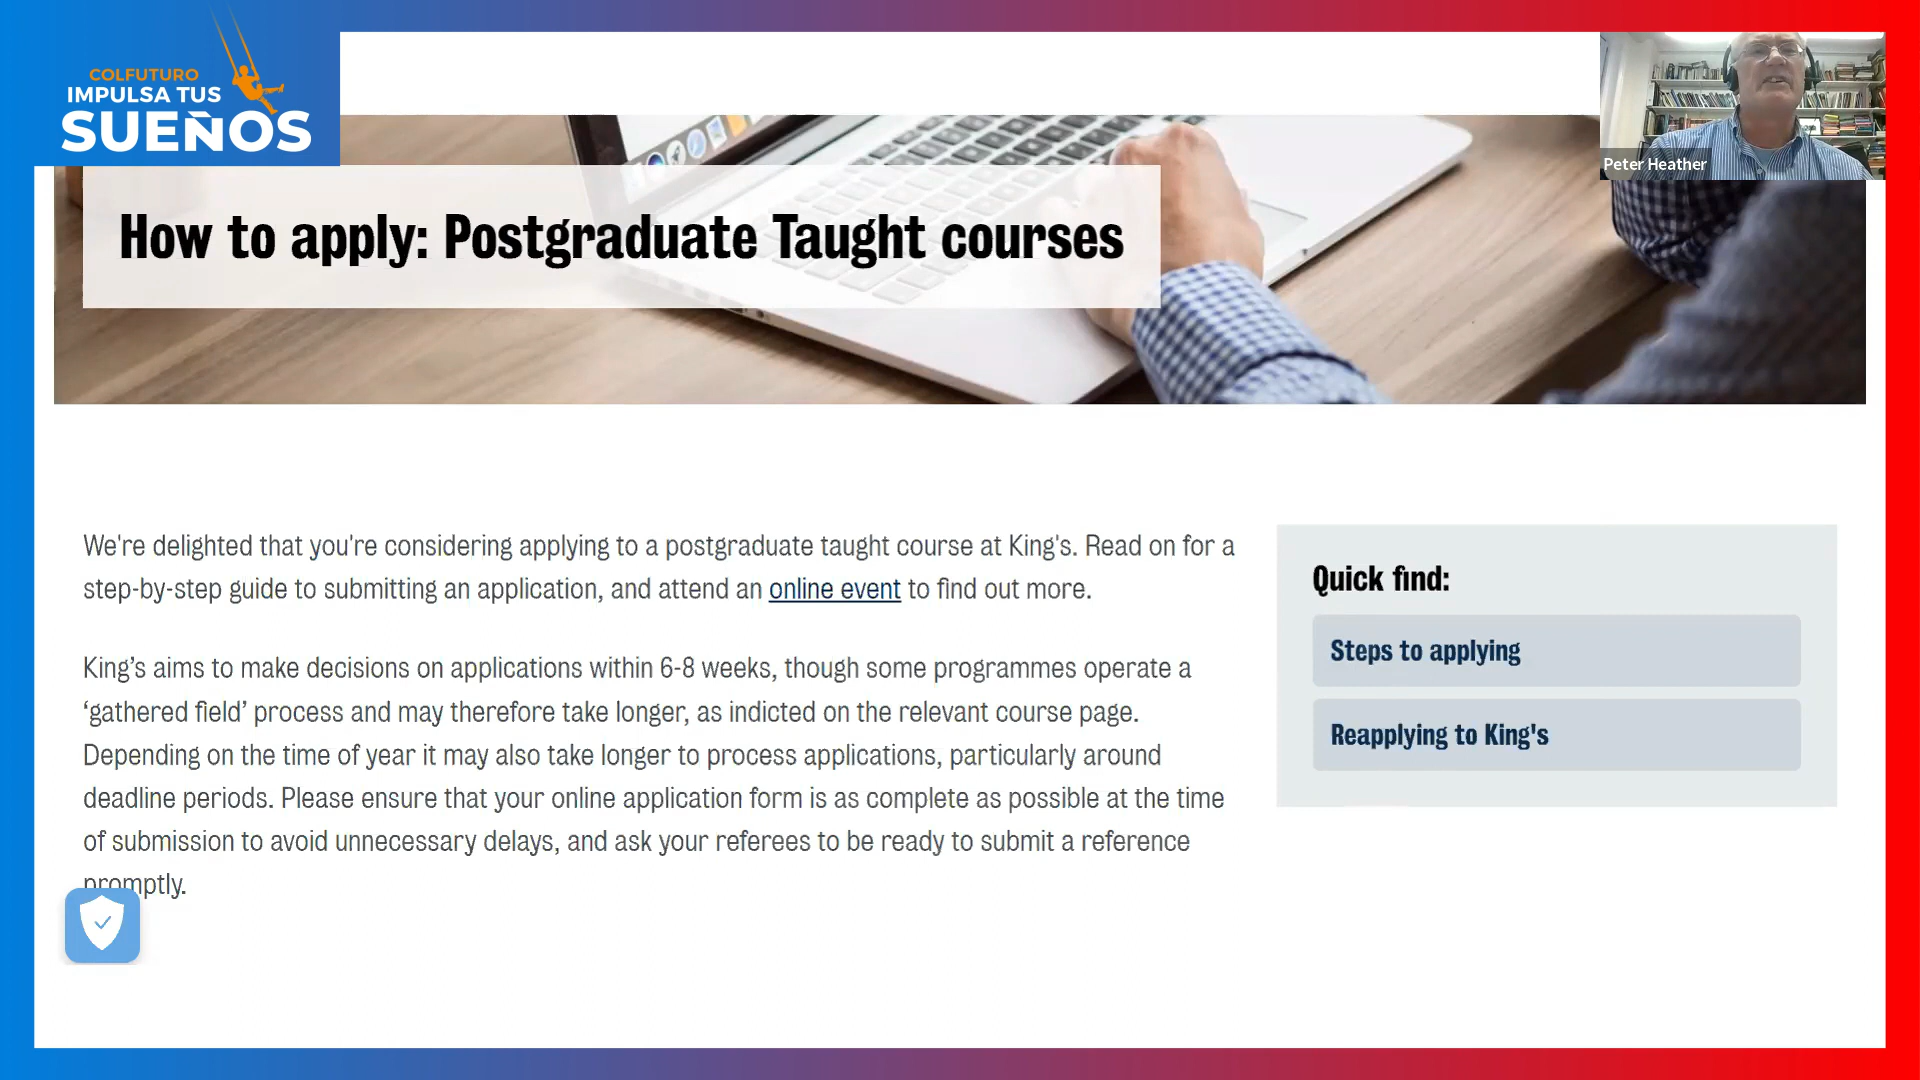 COLFUTURO
IMPULSA TUS
SUEÑOS
Peter Heather
How to apply: Postgraduate Taught courses
We're delighted that you're considering applying to a postgraduate taught course at King's. Read on for a
step-by-step guide to submitting an application, and attend an online event to find out more.
King’s aims to make decisions on applications within 6-8 weeks, though some programmes operate a
‘gathered field’ process and may therefore take longer, as indicted on the relevant course page.
Depending on the time of year it may also take longer to process applications, particularly around
deadline periods. Please ensure that your online application form is as complete as possible at the time
of submission to avoid unnecessary delays, and ask your referees to be ready to submit a reference
promptly.
Quick find:
Steps to applying
Reapplying to King's